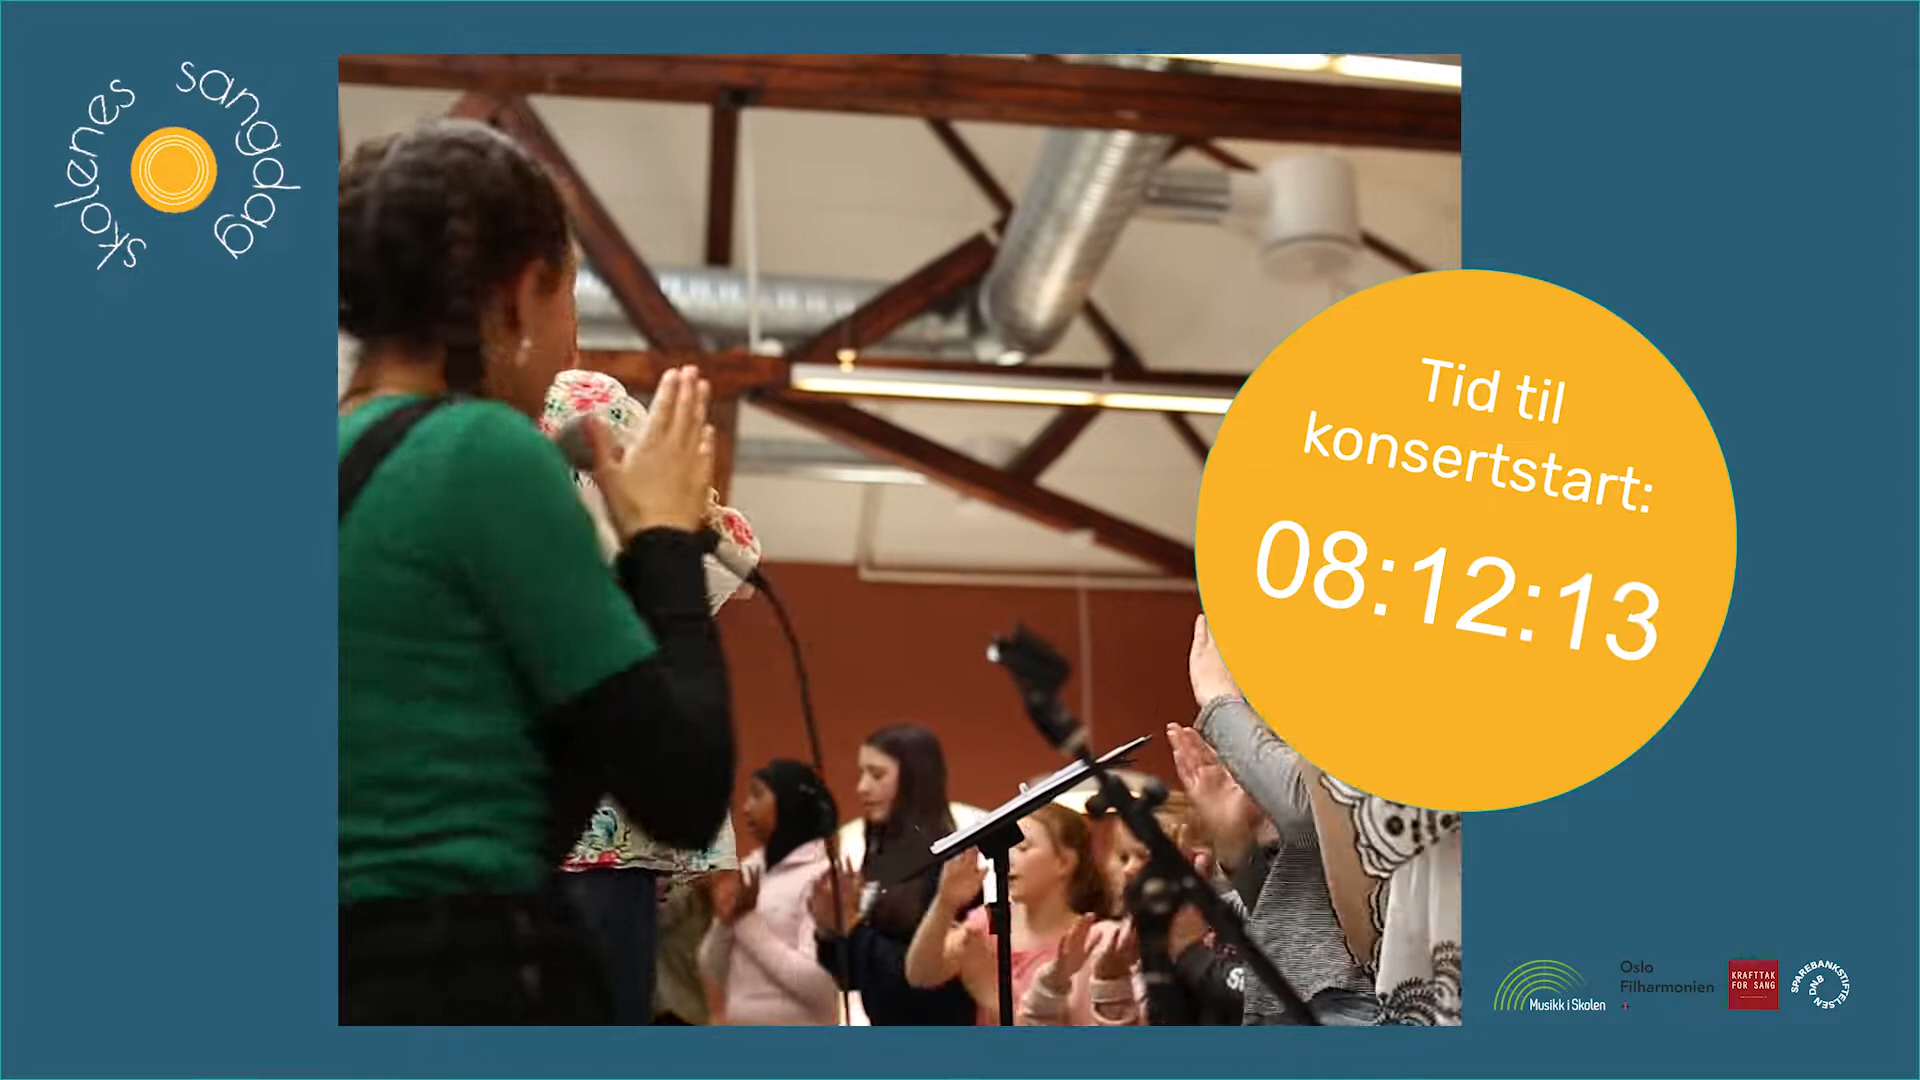 skolenes sangdag
Tid til
konsertstart:
08:12:13
Musikk i Skolen
Oslo
Filharmonien
KRAFTTAK
FOR SANG
SPAREBANKSTIFTELSEN
DNB